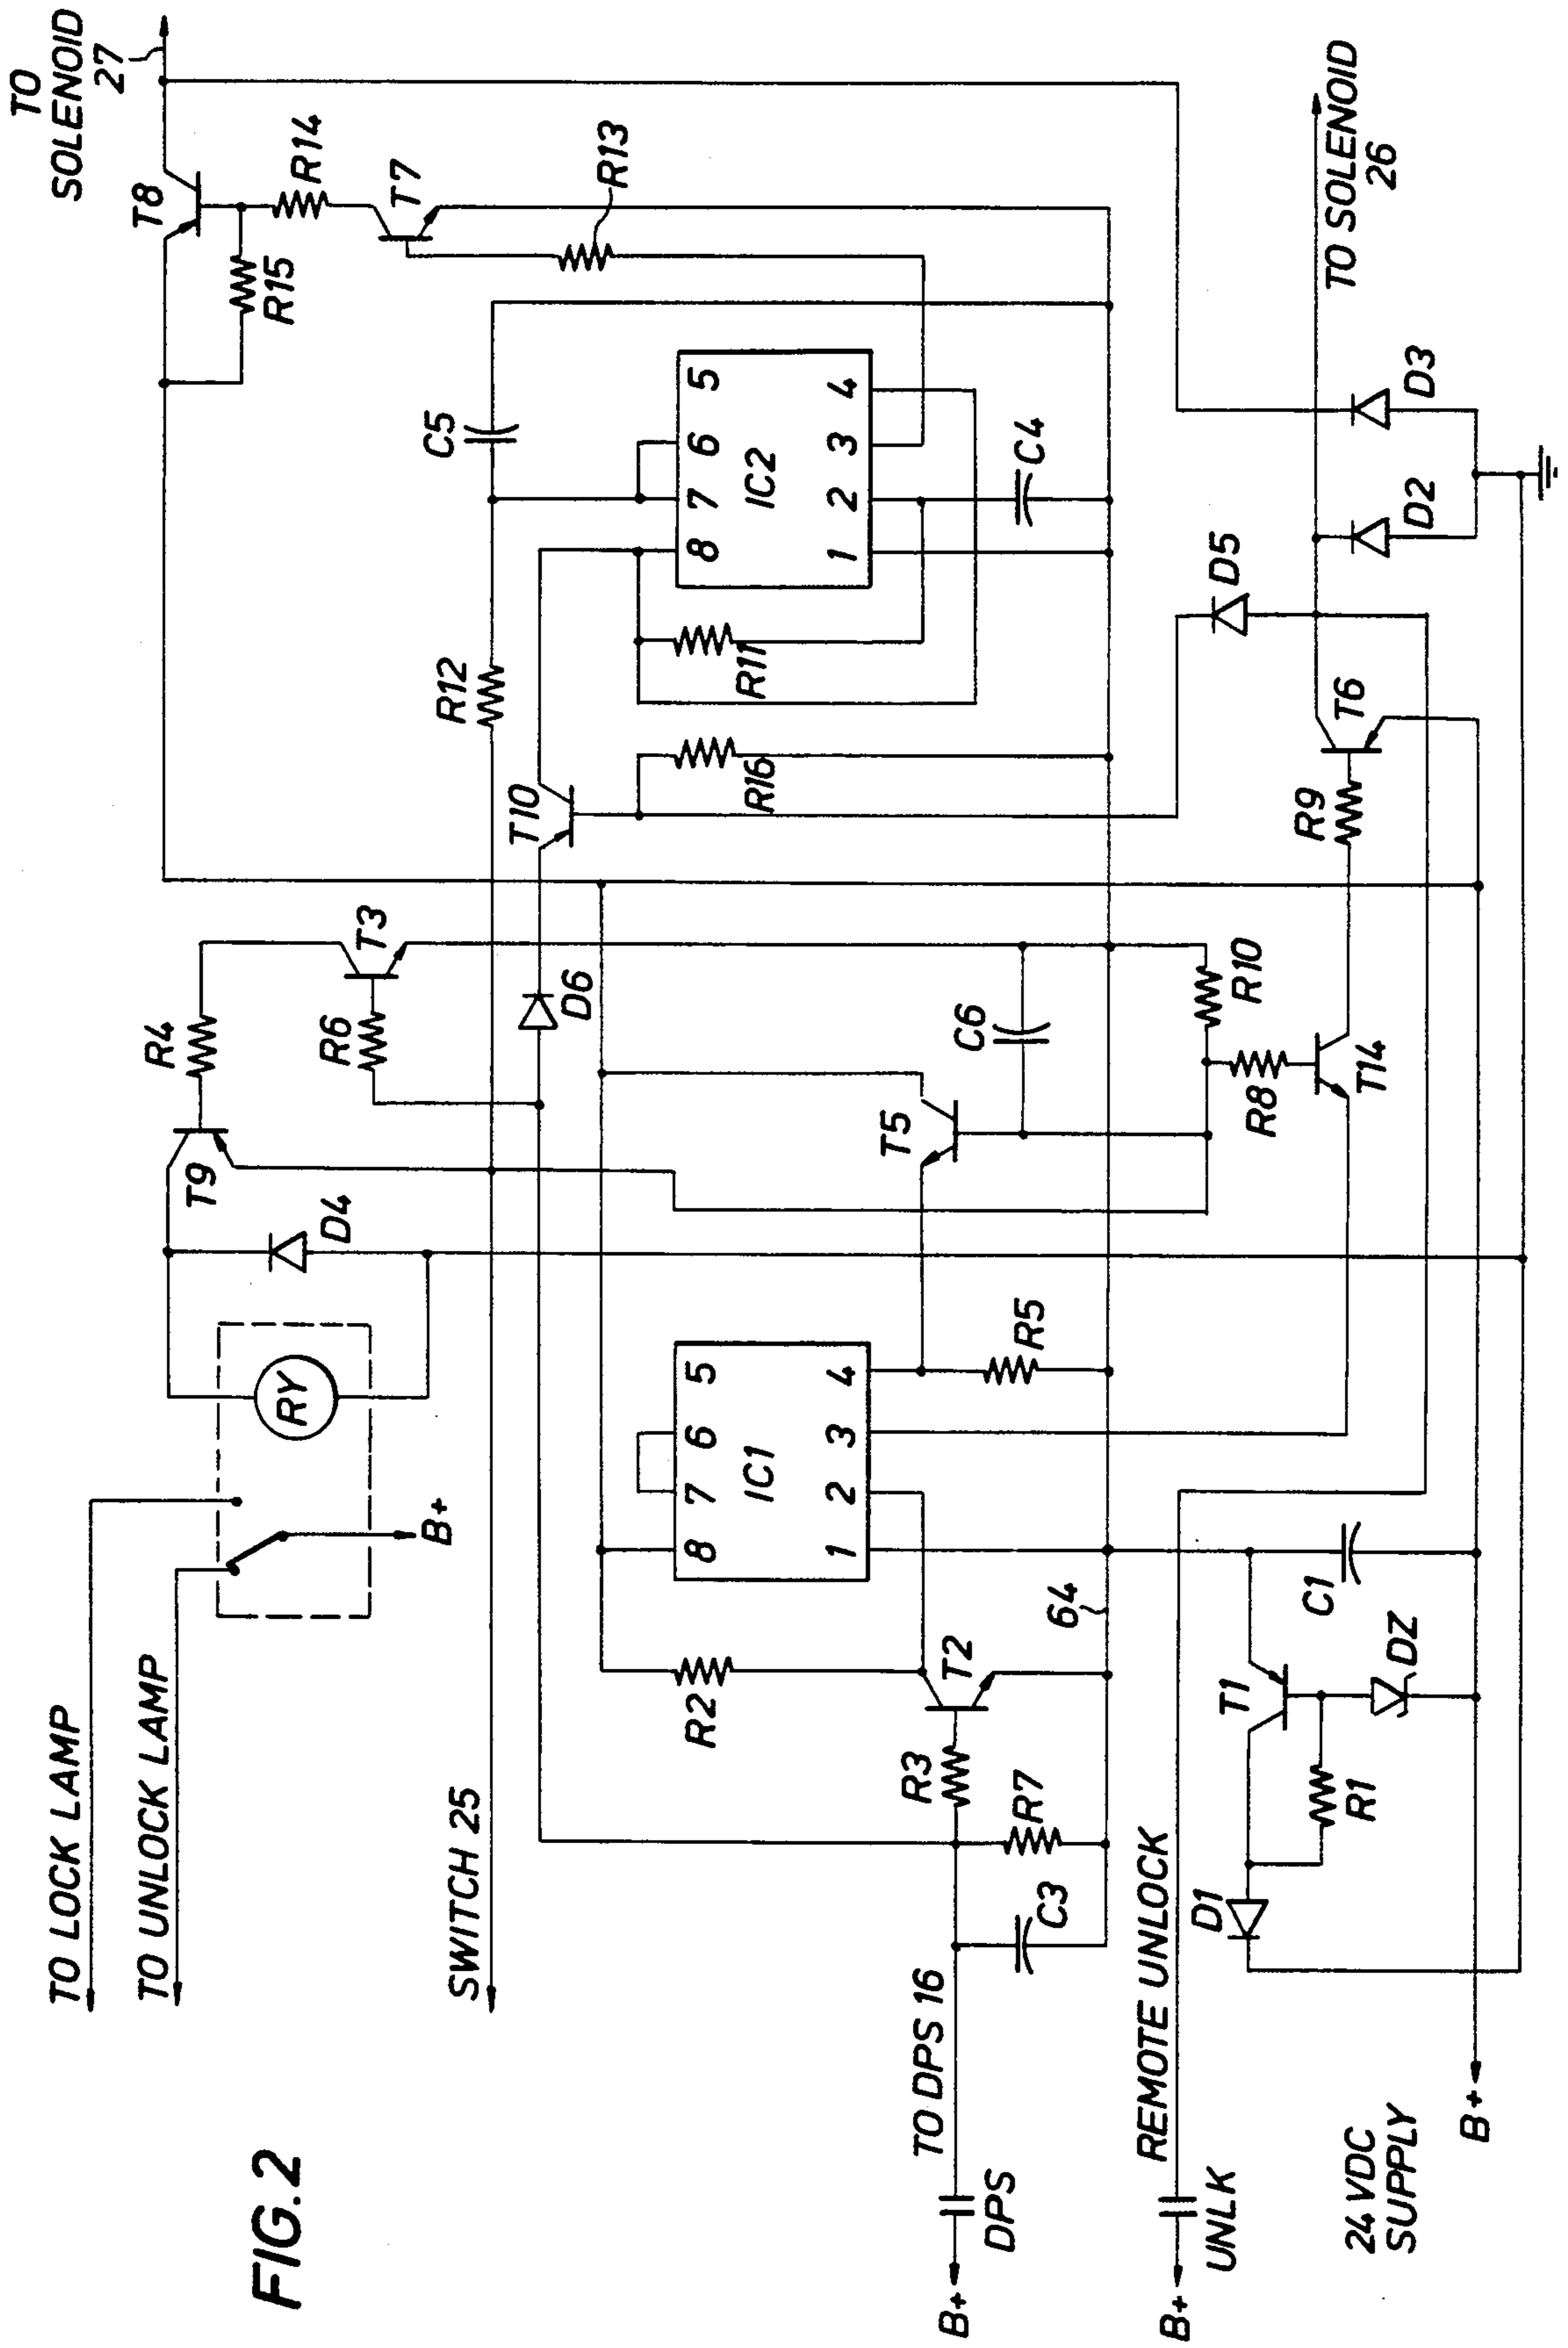 FIG.2
TO LOCK LAMP
TO UNLOCK LAMP
B+
RY
D4
T9
R4
R6
T3
D6
SWITCH 25
R12
C5
T10
R16
R11
8 7 6 5
IC2
1 2 3 4
C4
T8
R15
R14
T7
R13
TO
SOLENOID
27
R2
R3
T2
R7
C3
64
8 7 6 5
IC1
1 2 3 4
R5
T5
C6
R10
R8
T14
R9
T6
D5
D2
D3
TO SOLENOID
26
TO DPS 16
B+
DPS
REMOTE UNLOCK
B+
UNLK
D1
T1
R1
DZ
C1
24 VDC
SUPPLY
B+